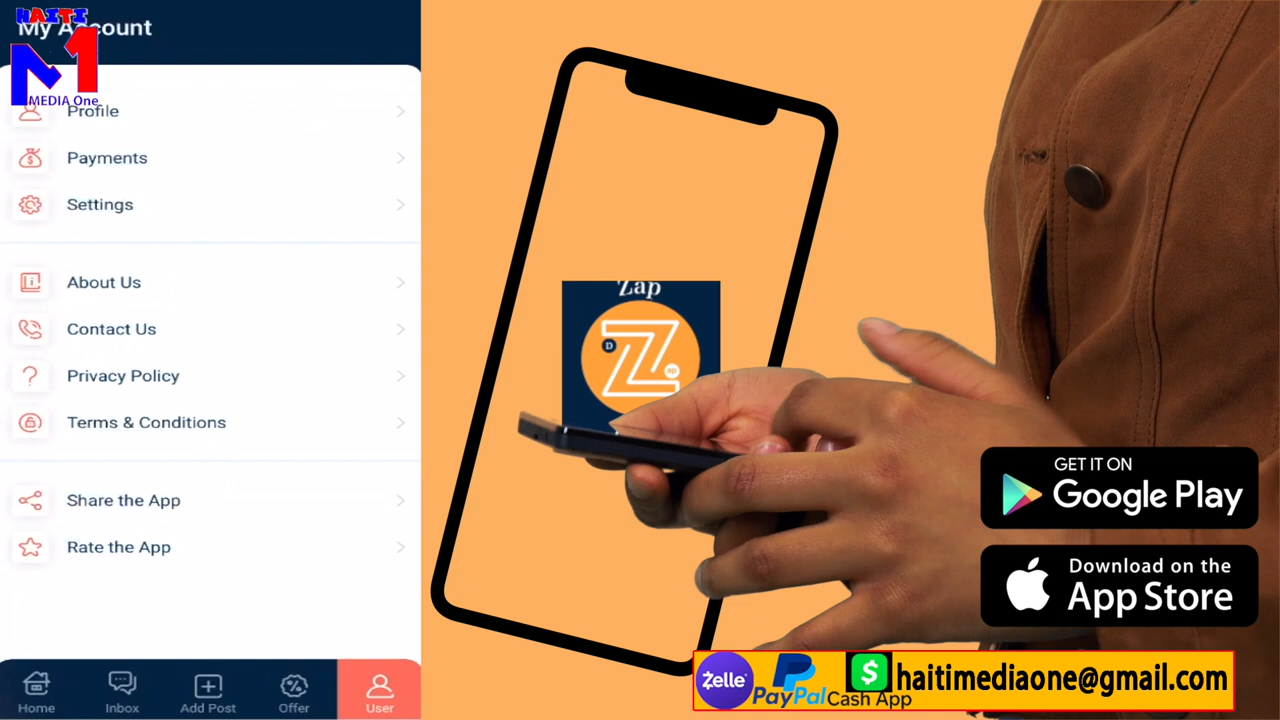 HAITI
My Account
M1
MEDIA One
Profile
Payments
Settings
About Us
Contact Us
Privacy Policy
Terms & Conditions
Share the App
Rate the App
Home
Inbox
Add Post
Offer
User
Zap
D
Z
ap
GET IT ON
Google Play
Download on the
App Store
Zelle
PayPal
$
Cash App
haitimediaone@gmail.com